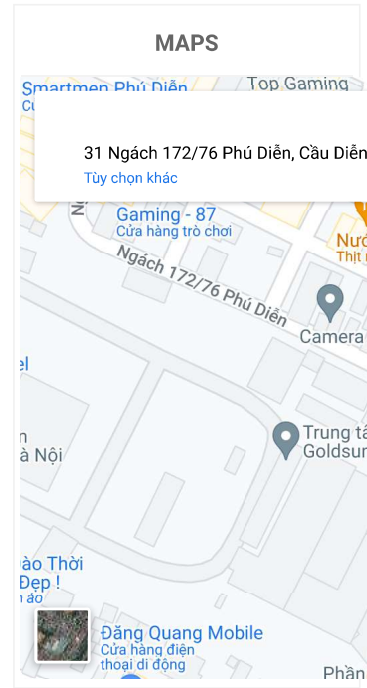 MAPS
Smartmen Phú Diễn
Top Gaming
31 Ngách 172/76 Phú Diễn, Cầu Diễn
Tùy chọn khác
Gaming - 87
Cửa hàng trò chơi
Ngách 172/76 Phú Diễn
Thịt
Camera
Trung tâ
Goldsun
à Nội
ào Thời
Đẹp !
n áo
Đăng Quang Mobile
Cửa hàng điện
thoại di động
Phần